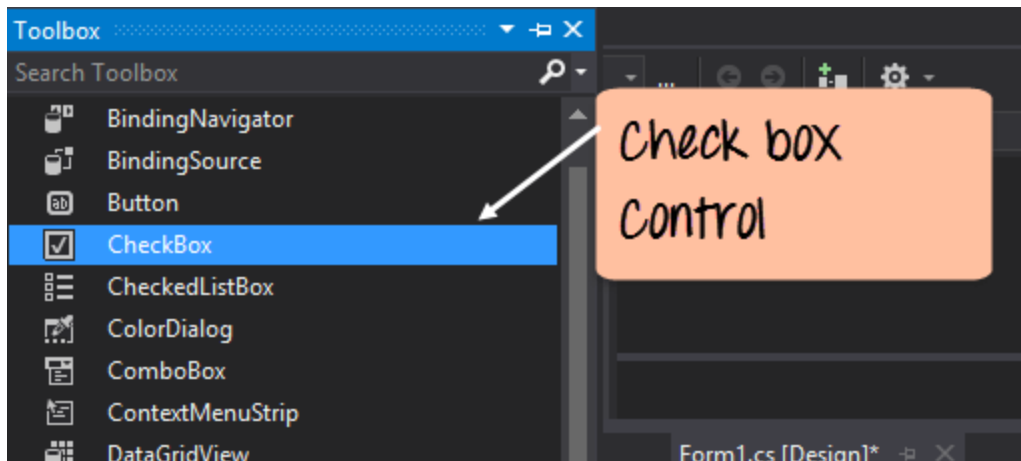 Toolbox
Search Toolbox
BindingNavigator
BindingSource
Button
CheckBox
CheckedListBox
ColorDialog
ComboBox
ContextMenuStrip
DataGridView
Check box
Control
Form1.cs [Design]*